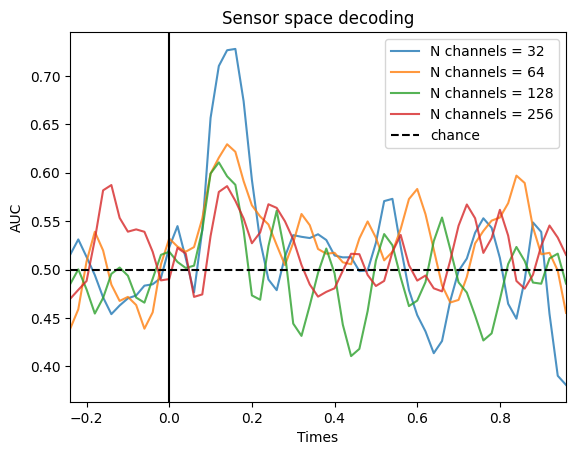 Sensor space decoding
N channels = 32
N channels = 64
N channels = 128
N channels = 256
chance
AUC
0.70
0.65
0.60
0.55
0.50
0.45
0.40
−0.2
0.0
0.2
0.4
0.6
0.8
Times